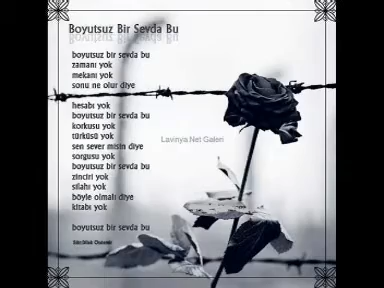 Boyutsuz Bir Sevda Bu
boyutsuz bir sevda bu
zamanı yok
mekanı yok
sonu ne olur diye
hesabı yok
boyutsuz bir sevda bu
korkusu yok
türküsü yok
sen sever misin diye
sorgusu yok
boyutsuz bir sevda bu
zinciri yok
silahı yok
böyle olmalı diye
kitabı yok
boyutsuz bir sevda bu
Lavinya.Net Galeri